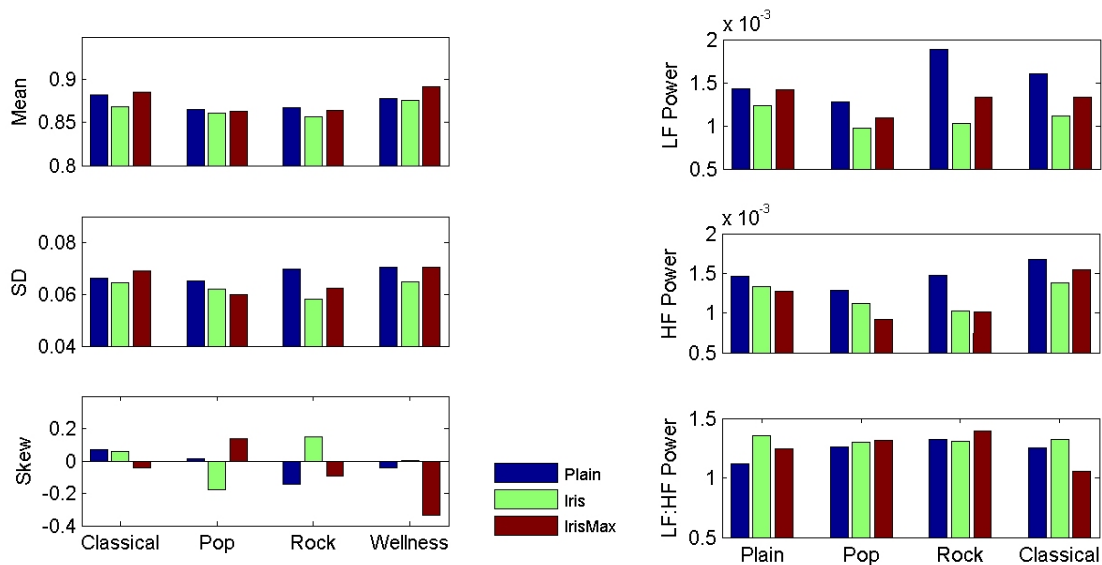 0.9
0.85
0.8
Mean
0.08
0.06
0.04
SD
0.2
0
-0.2
-0.4
Skew
Classical Pop Rock Wellness
Plain
Iris
IrisMax
x 10-3
2
1.5
1
0.5
LF Power
x 10-3
2
1.5
1
0.5
HF Power
1.5
1
0.5
LF:HF Power
Plain Pop Rock Classical